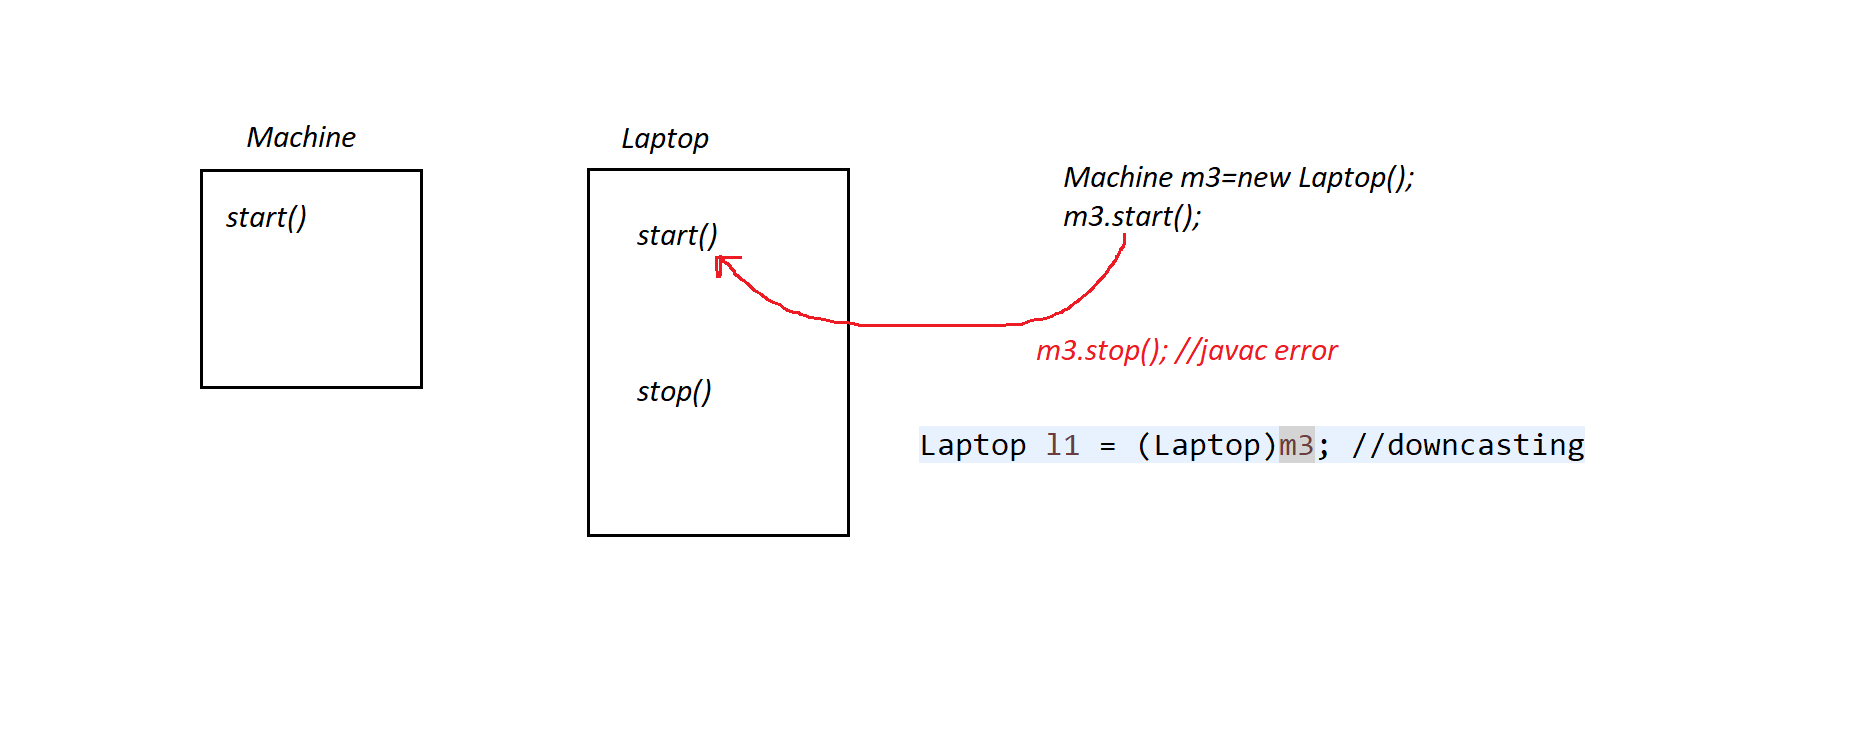 Machine
start()
Laptop
start()
stop()
Machine m3=new Laptop();
m3.start();
m3.stop(); //javac error
Laptop l1 = (Laptop)m3; //downcasting